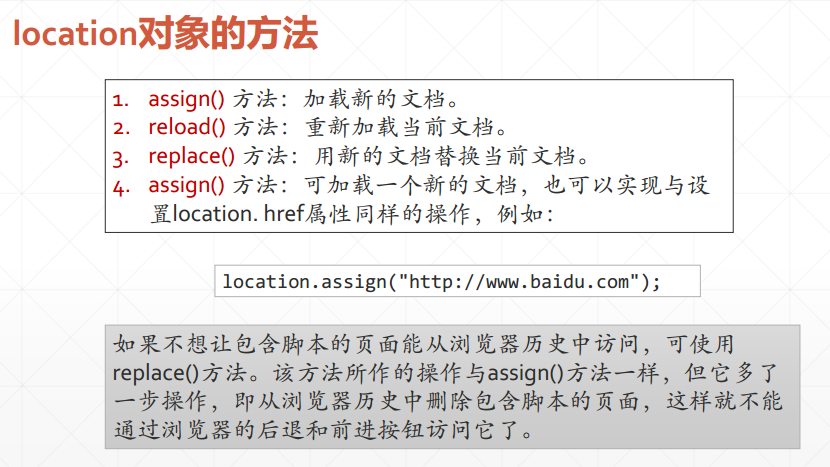 location对象的方法
1. assign() 方法：加载新的文档。
2. reload() 方法：重新加载当前文档。
3. replace() 方法：用新的文档替换当前文档。
4. assign() 方法：可加载一个新的文档，也可以实现与设
置location. href属性同样的操作，例如：
location.assign("http://www.baidu.com");
如果不想让包含脚本的页面能从浏览器历史中访问，可使用
replace()方法。该方法所作的操作与assign()方法一样，但它多了
一步操作，即从浏览器历史中删除包含脚本的页面，这样就不能
通过浏览器的后退和前进按钮访问它了。